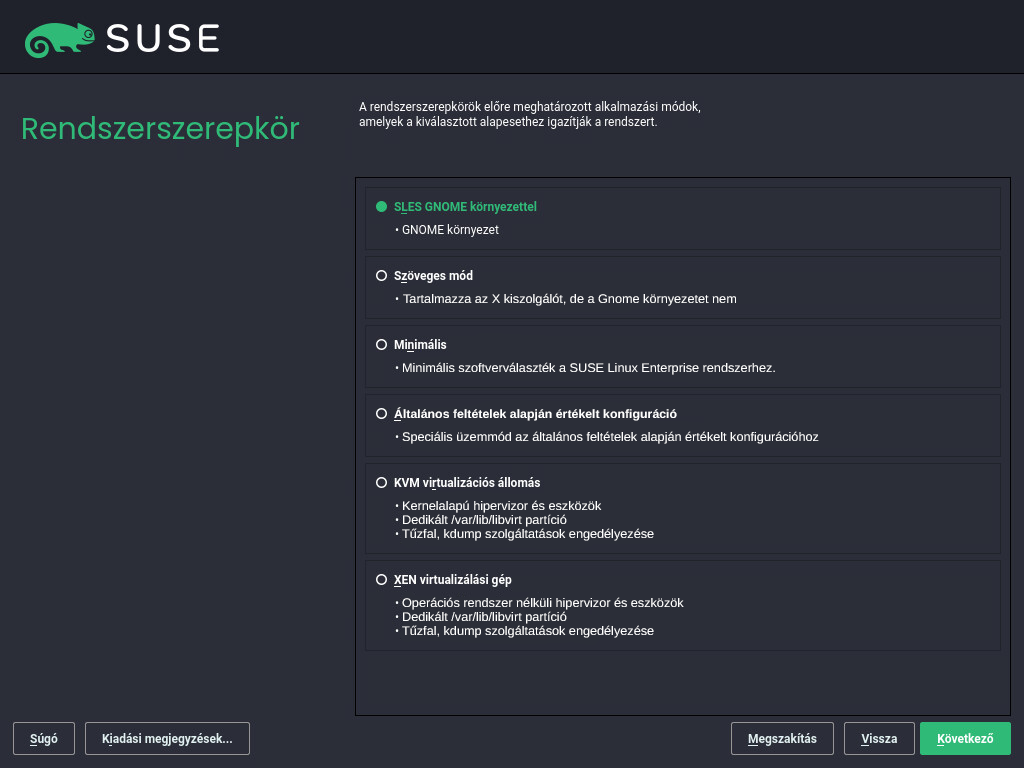 SUSE
Rendszerszerepkör
A rendszerszerepkörök előre meghatározott alkalmazási módok,
amelyek a kiválasztott alapesethez igazítják a rendszert.
SLES GNOME környezettel
• GNOME környezet
Szöveges mód
• Tartalmazza az X kiszolgálót, de a Gnome környezetet nem
Minimális
• Minimális szoftverválaszték a SUSE Linux Enterprise rendszerhez.
Általános feltételek alapján értékelt konfiguráció
• Speciális üzemmód az általános feltételek alapján értékelt konfigurációhoz
KVM virtualizációs állomás
• Kernelalapú hipervizor és eszközök
• Dedikált /var/lib/libvirt partíció
• Tűzfal, kdump szolgáltatások engedélyezése
XEN virtualizálási gép
• Operációs rendszer nélküli hipervizor és eszközök
• Dedikált /var/lib/libvirt partíció
• Tűzfal, kdump szolgáltatások engedélyezése
Súgó
Kiadási megjegyzések...
Megszakítás
Vissza
Következő